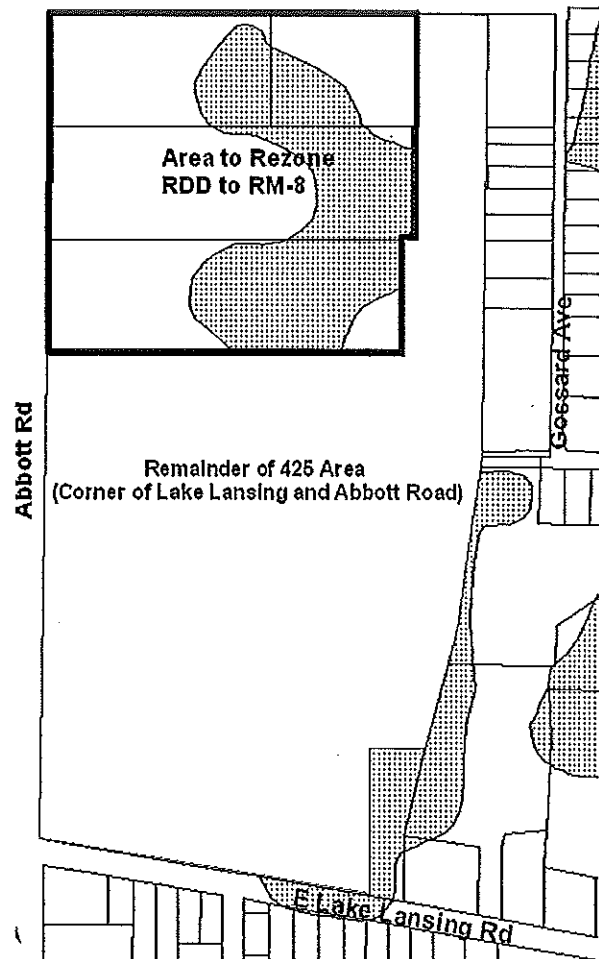 Area to Rezone
RDD to RM-8
Gossard Ave
Abbott Rd
Remainder of 425 Area
(Corner of Lake Lansing and Abbott Road)
E Lake Lansing Rd